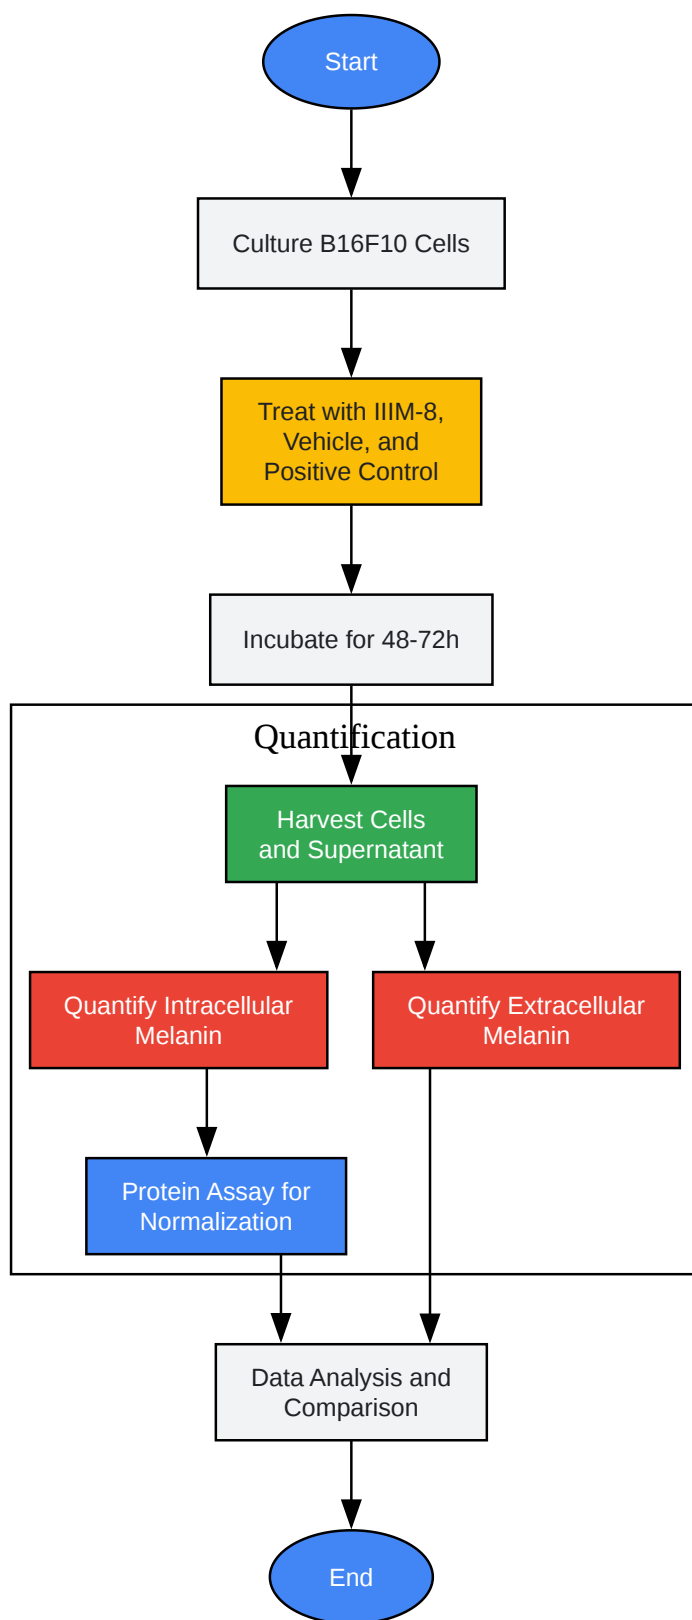 Start
Culture B16F10 Cells
Treat with IIIM-8,
Vehicle, and
Positive Control
Incubate for 48-72h
Quantification
Harvest Cells
and Supernatant
Quantify Intracellular
Melanin
Quantify Extracellular
Melanin
Protein Assay for
Normalization
Data Analysis and
Comparison
End